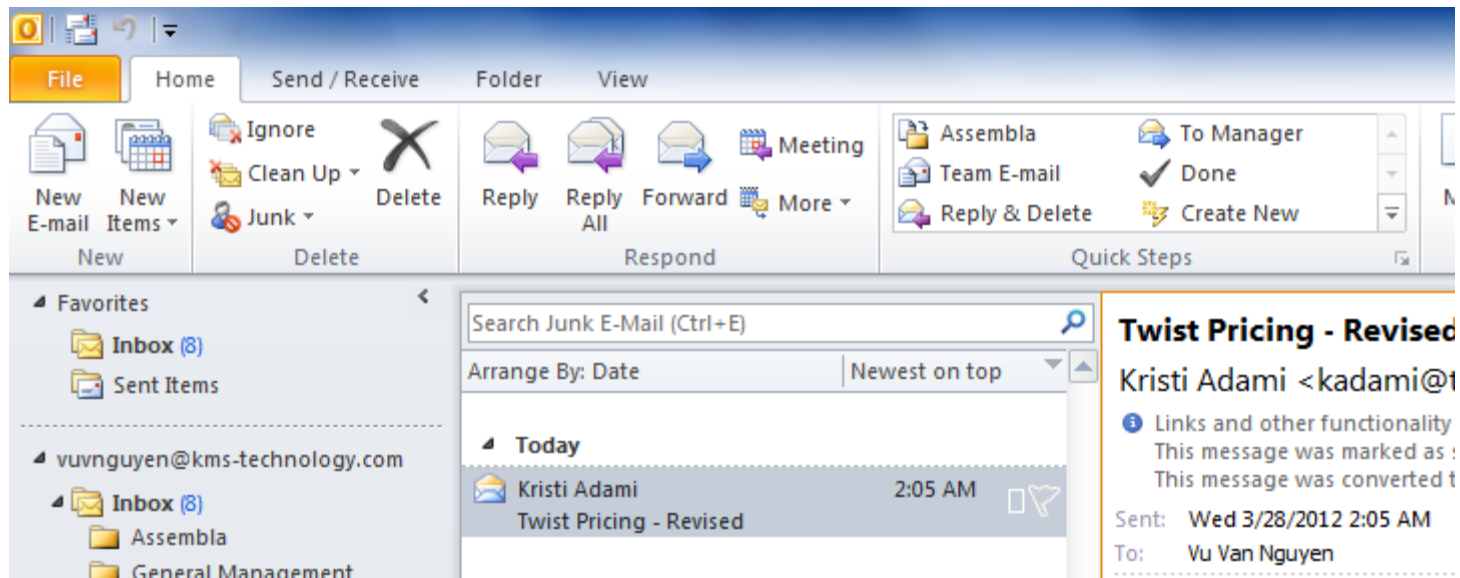 File Home Send / Receive Folder View
New E-mail
New Items
Ignore
Clean Up
Junk
Delete
Reply
Reply All
Forward
Meeting
More
Assembla
Team E-mail
Reply & Delete
To Manager
Done
Create New
New Delete Respond Quick Steps
Favorites
Inbox (8)
Sent Items
vuvnguyen@kms-technology.com
Inbox (8)
Assembla
General Management
Search Junk E-Mail (Ctrl+E)
Arrange By: Date Newest on top
Today
Kristi Adami 2:05 AM
Twist Pricing - Revised
Twist Pricing - Revised
Kristi Adami <kadami@t
Links and other functionality
This message was marked as
This message was converted t
Sent: Wed 3/28/2012 2:05 AM
To: Vu Van Nguyen